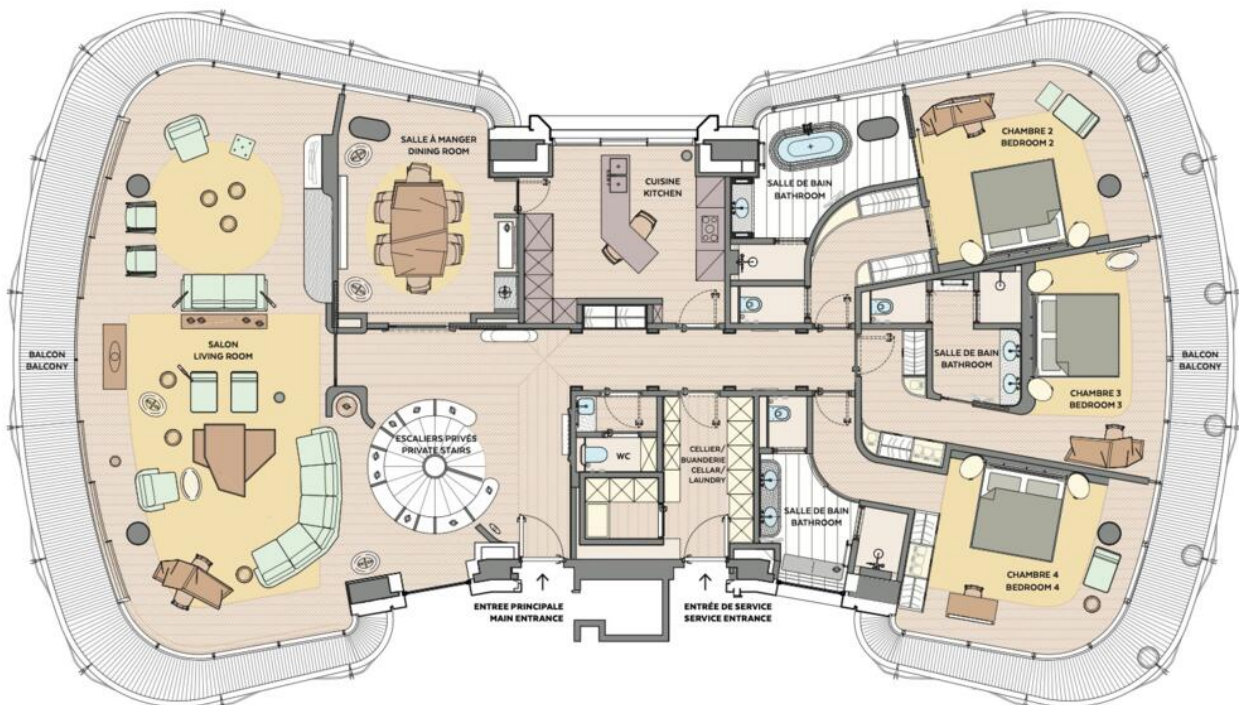 SALLE À MANGER
DINING ROOM
CUISINE
KITCHEN
SALLE DE BAIN
BATHROOM
CHAMBRE 2
BEDROOM 2
BALCON
BALCONY
SALON
LIVING ROOM
SALLE DE BAIN
BATHROOM
CHAMBRE 3
BEDROOM 3
BALCON
BALCONY
ESCALIERS PRIVÉS
PRIVATE STAIRS
WC
CELLIER/
BUANDERIE
CELLAR/
LAUNDRY
SALLE DE BAIN
BATHROOM
CHAMBRE 4
BEDROOM 4
ENTREE PRINCIPALE
MAIN ENTRANCE
ENTRÉE DE SERVICE
SERVICE ENTRANCE